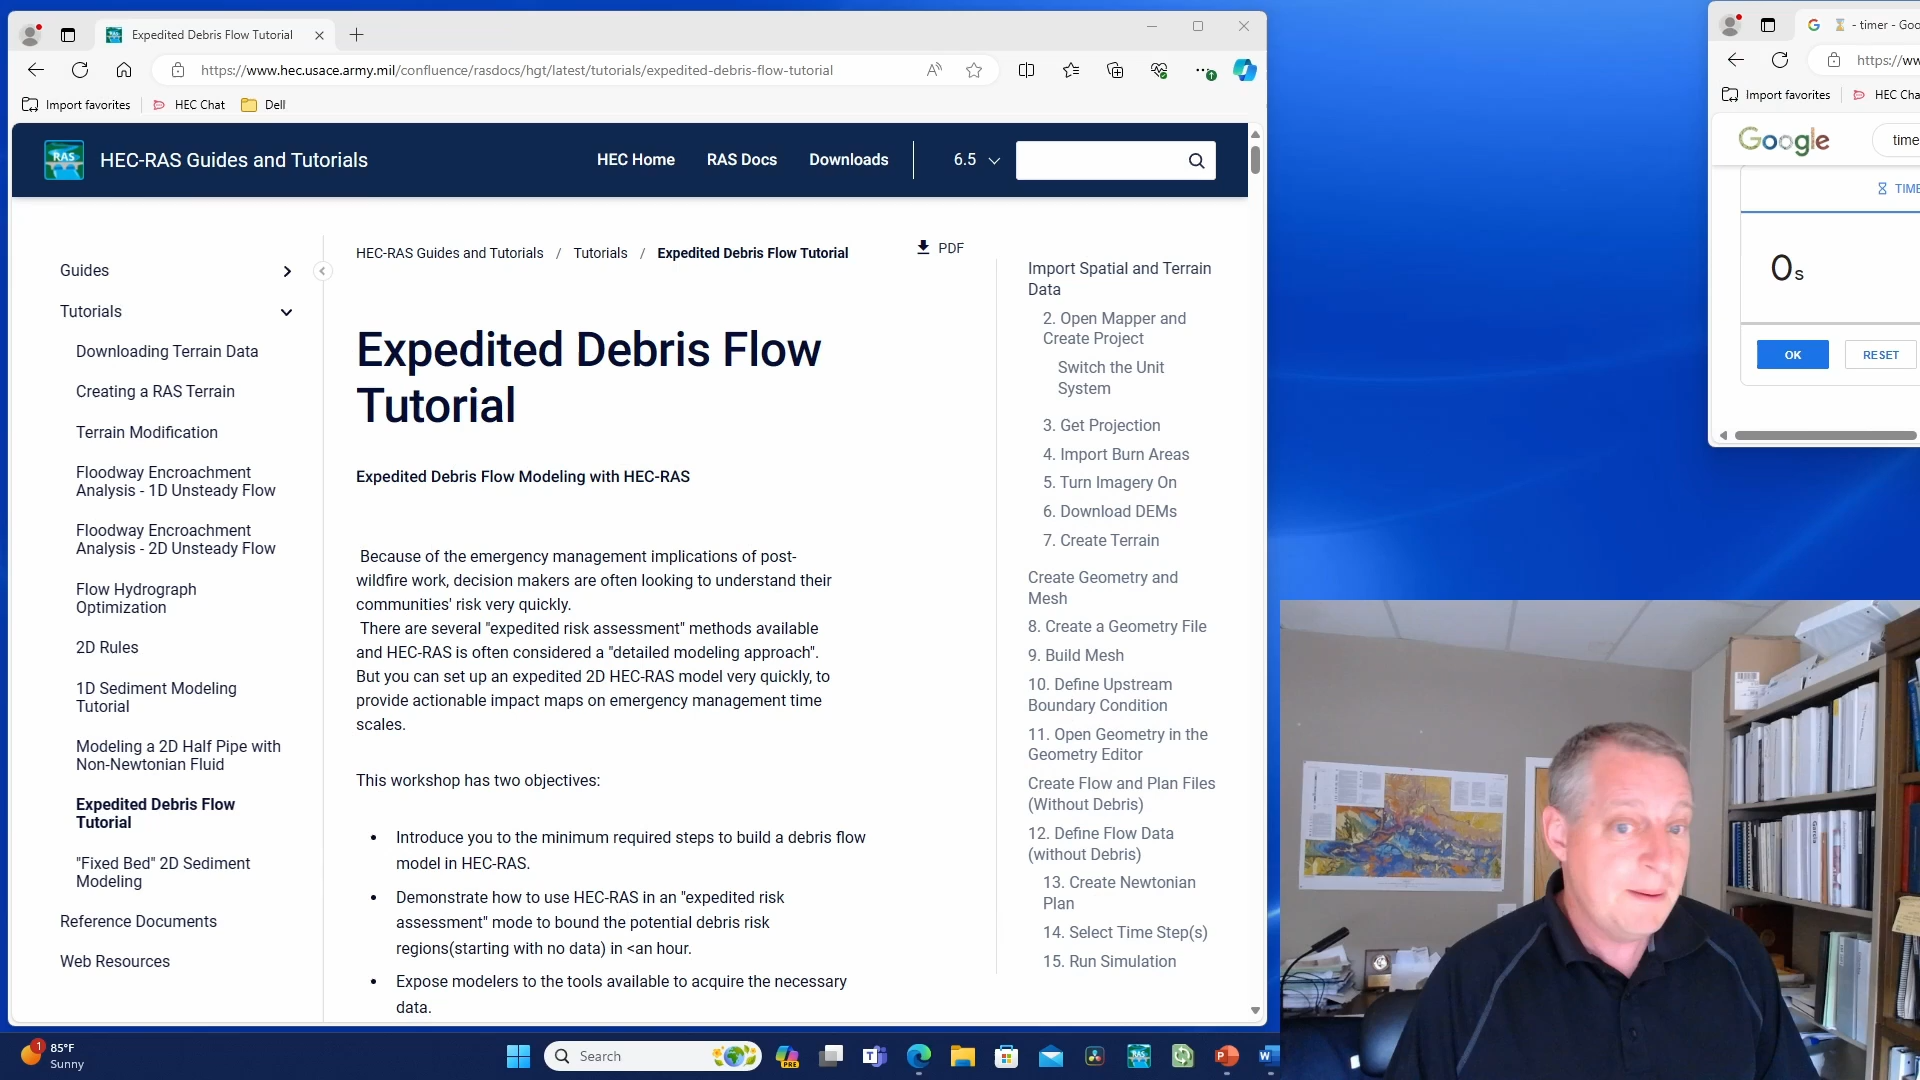 Expedited Debris Flow Tutorial
https://www.hec.usace.army.mil/confluence/rasdocs/hgt/latest/tutorials/expedited-debris-flow-tutorial
Import favorites
HEC Chat
Dell
RAS
HEC-RAS Guides and Tutorials
HEC Home
RAS Docs
Downloads
6.5
Guides
Tutorials
Downloading Terrain Data
Creating a RAS Terrain
Terrain Modification
Floodway Encroachment
Analysis - 1D Unsteady Flow
Floodway Encroachment
Analysis - 2D Unsteady Flow
Flow Hydrograph
Optimization
2D Rules
1D Sediment Modeling
Tutorial
Modeling a 2D Half Pipe with
Non-Newtonian Fluid
Expedited Debris Flow
Tutorial
"Fixed Bed" 2D Sediment
Modeling
Reference Documents
Web Resources
HEC-RAS Guides and Tutorials / Tutorials / Expedited Debris Flow Tutorial
PDF
Expedited Debris Flow
Tutorial
Expedited Debris Flow Modeling with HEC-RAS
Because of the emergency management implications of post-
wildfire work, decision makers are often looking to understand their
communities' risk very quickly.
There are several "expedited risk assessment" methods available
and HEC-RAS is often considered a "detailed modeling approach".
But you can set up an expedited 2D HEC-RAS model very quickly, to
provide actionable impact maps on emergency management time
scales.
This workshop has two objectives:
• Introduce you to the minimum required steps to build a debris flow
model in HEC-RAS.
• Demonstrate how to use HEC-RAS in an "expedited risk
assessment" mode to bound the potential debris risk
regions(starting with no data) in <an hour.
• Expose modelers to the tools available to acquire the necessary
data.
Import Spatial and Terrain
Data
2. Open Mapper and
Create Project
Switch the Unit
System
3. Get Projection
4. Import Burn Areas
5. Turn Imagery On
6. Download DEMs
7. Create Terrain
Create Geometry and
Mesh
8. Create a Geometry File
9. Build Mesh
10. Define Upstream
Boundary Condition
11. Open Geometry in the
Geometry Editor
Create Flow and Plan Files
(Without Debris)
12. Define Flow Data
(without Debris)
13. Create Newtonian
Plan
14. Select Time Step(s)
15. Run Simulation
- timer - Goo
https://ww
Import favorites
HEC Cha
Google
time
TIME
0s
OK
RESET
1
85°F
Sunny
Search
PRE
RAS